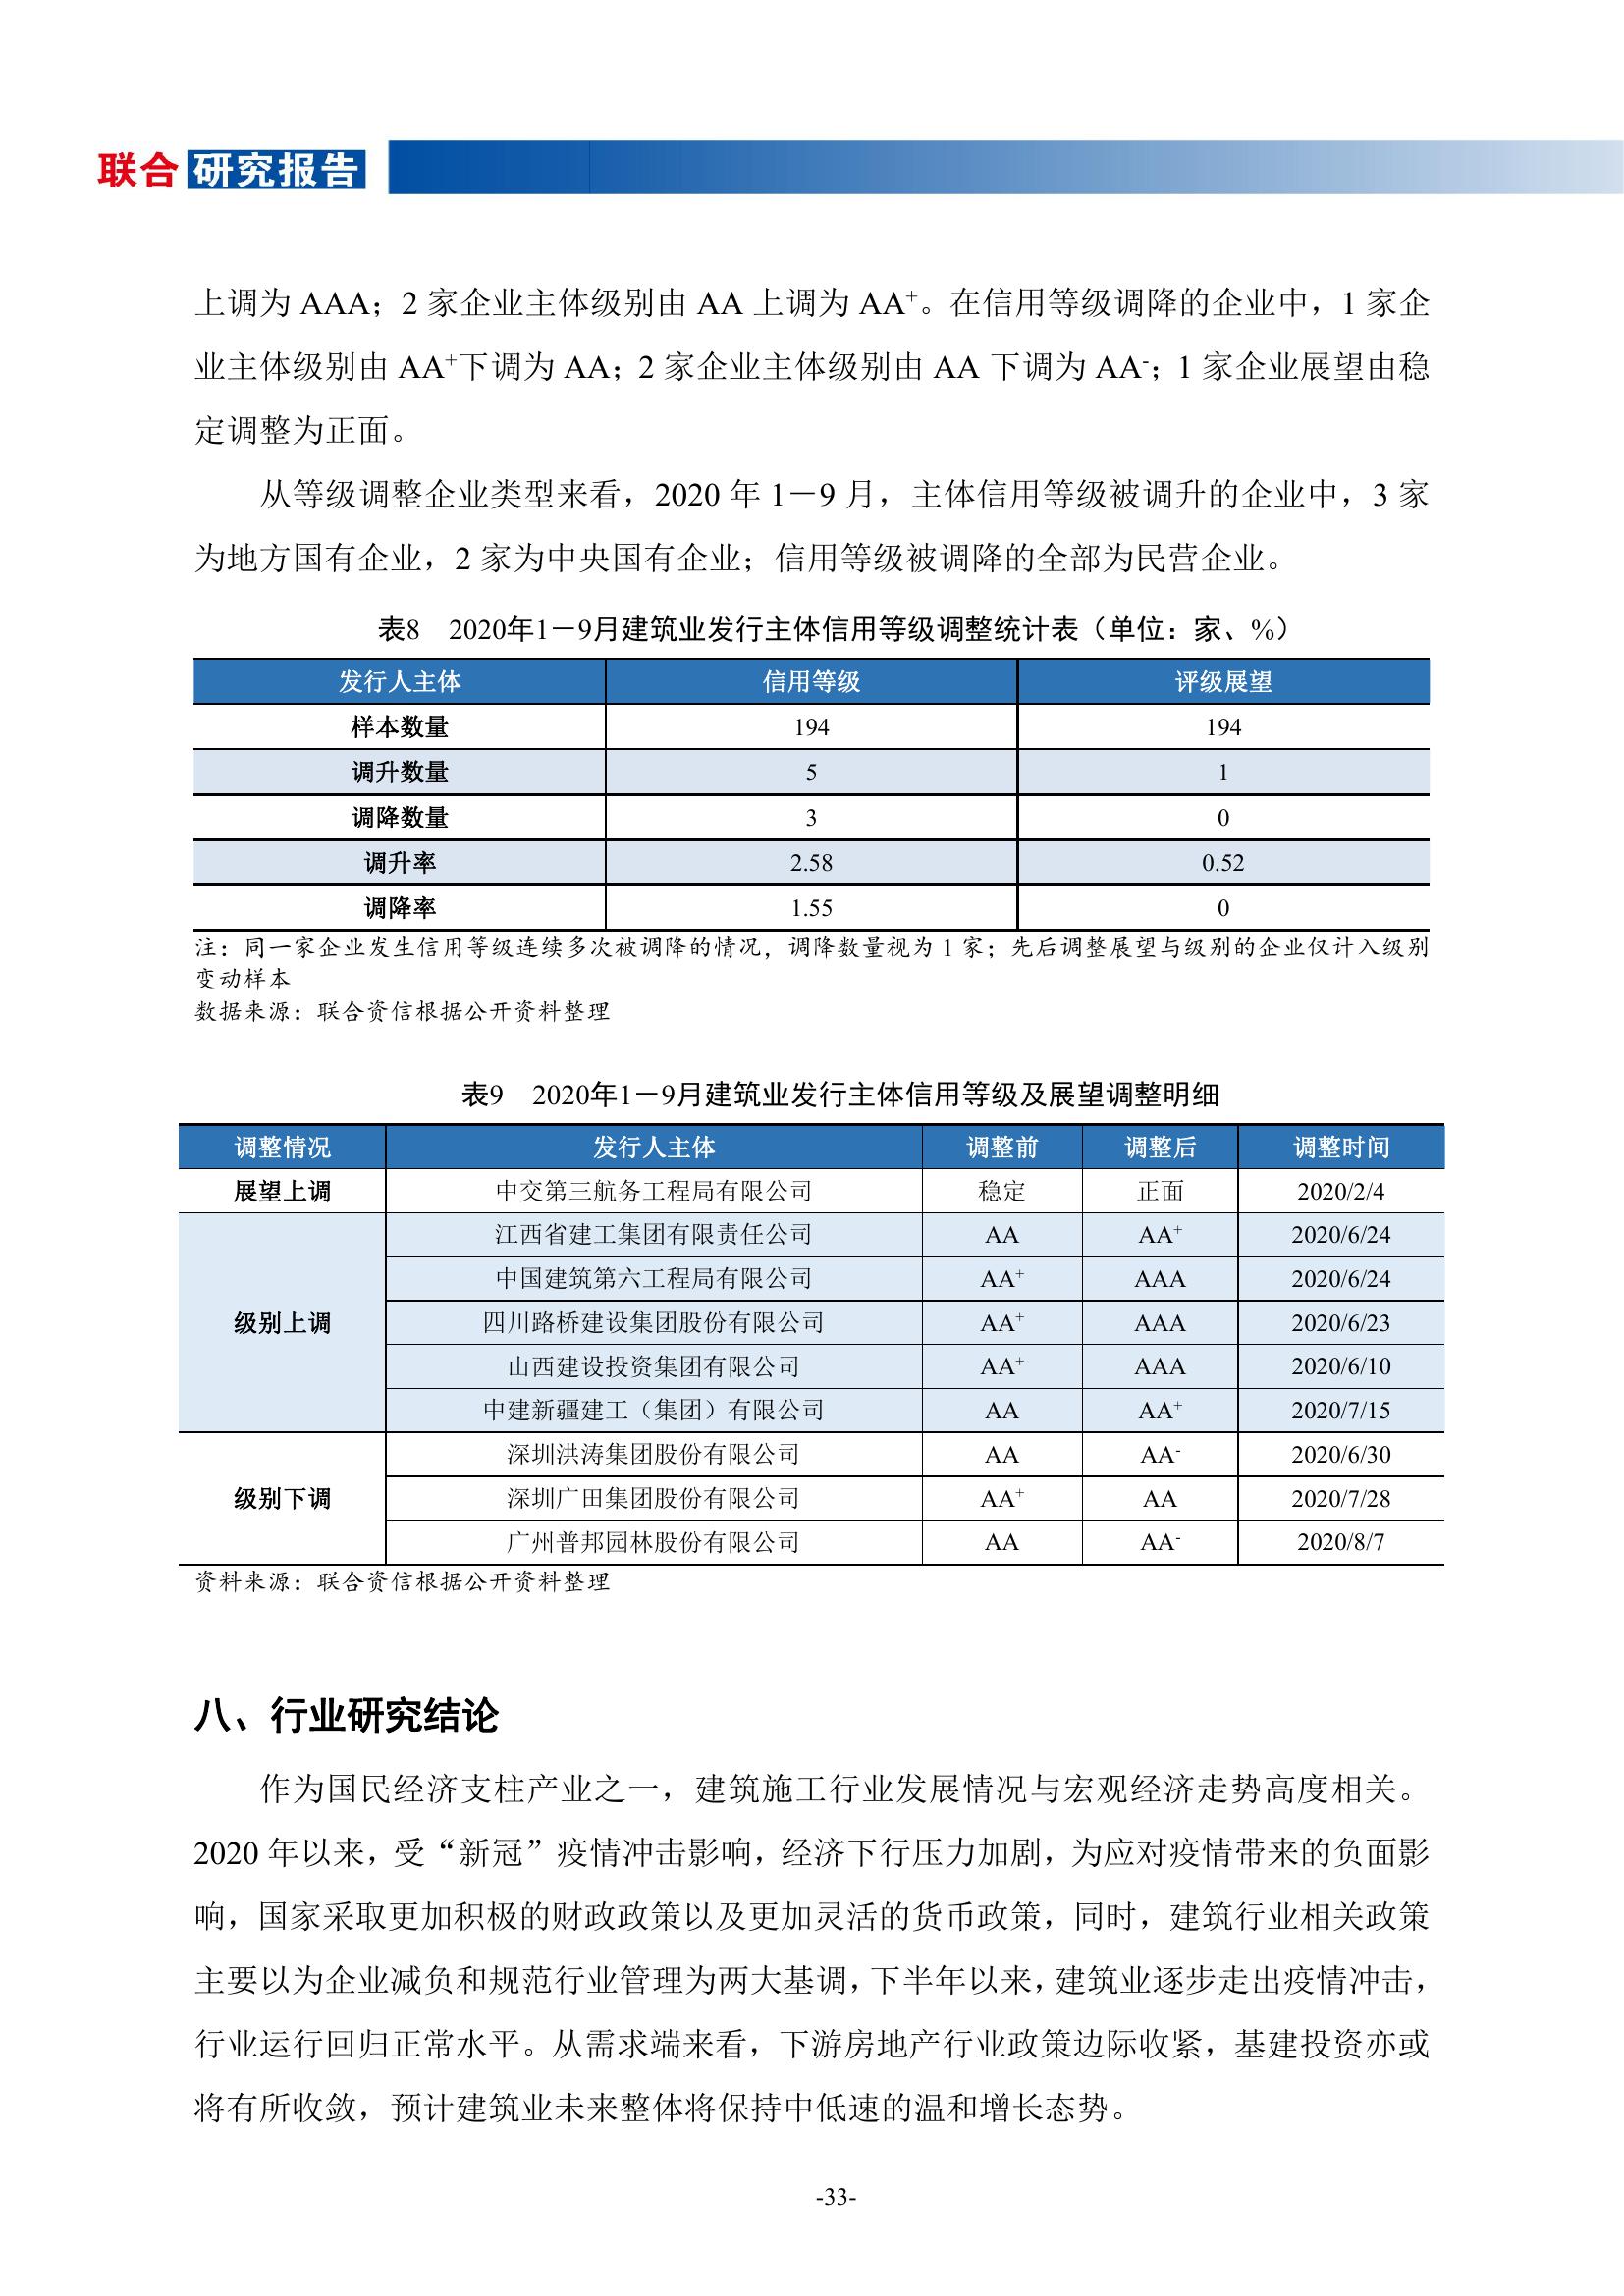 联合 研究报告
上调为 AAA；2 家企业主体级别由 AA 上调为 AA⁺。在信用等级调降的企业中，1 家企
业主体级别由 AA⁺下调为 AA；2 家企业主体级别由 AA 下调为 AA⁻；1 家企业展望由稳
定调整为正面。
从等级调整企业类型来看，2020 年 1－9 月，主体信用等级被调升的企业中，3 家
为地方国有企业，2 家为中央国有企业；信用等级被调降的全部为民营企业。
表8 2020年1－9月建筑业发行主体信用等级调整统计表（单位：家、%）
发行人主体 信用等级 评级展望
样本数量 194 194
调升数量 5 1
调降数量 3 0
调升率 2.58 0.52
调降率 1.55 0
注：同一家企业发生信用等级连续多次被调降的情况，调降数量视为 1 家；先后调整展望与级别的企业仅计入级别
变动样本
数据来源：联合资信根据公开资料整理
表9 2020年1－9月建筑业发行主体信用等级及展望调整明细
调整情况 发行人主体 调整前 调整后 调整时间
展望上调 中交第三航务工程局有限公司 稳定 正面 2020/2/4
江西省建工集团有限责任公司 AA AA⁺ 2020/6/24
中国建筑第六工程局有限公司 AA⁺ AAA 2020/6/24
级别上调 四川路桥建设集团股份有限公司 AA⁺ AAA 2020/6/23
山西建设投资集团有限公司 AA⁺ AAA 2020/6/10
中建新疆建工（集团）有限公司 AA AA⁺ 2020/7/15
深圳洪涛集团股份有限公司 AA AA⁻ 2020/6/30
级别下调 深圳广田集团股份有限公司 AA⁺ AA 2020/7/28
广州普邦园林股份有限公司 AA AA⁻ 2020/8/7
资料来源：联合资信根据公开资料整理
八、行业研究结论
作为国民经济支柱产业之一，建筑施工行业发展情况与宏观经济走势高度相关。
2020 年以来，受“新冠”疫情冲击影响，经济下行压力加剧，为应对疫情带来的负面影
响，国家采取更加积极的财政政策以及更加灵活的货币政策，同时，建筑行业相关政策
主要以为企业减负和规范行业管理为两大基调，下半年以来，建筑业逐步走出疫情冲击，
行业运行回归正常水平。从需求端来看，下游房地产行业政策边际收紧，基建投资亦或
将有所收敛，预计建筑业未来整体将保持中低速的温和增长态势。
-33-